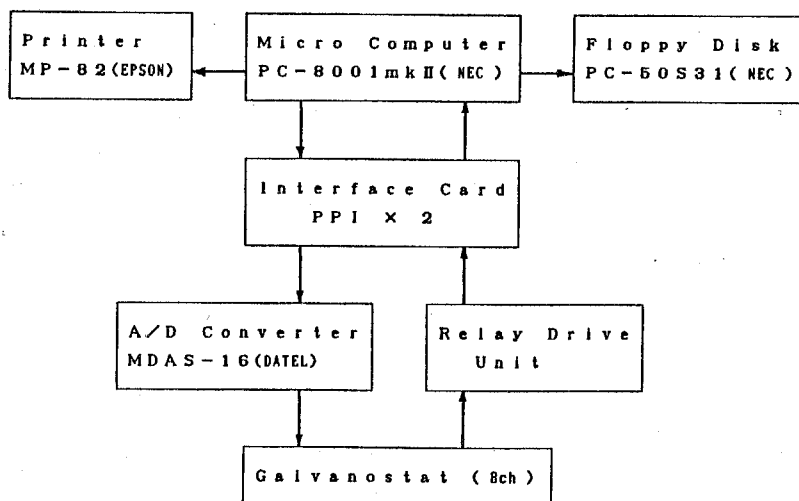 Printer
MP-82(EPSON)
Micro Computer
PC-8001mkⅡ(NEC)
Floppy Disk
PC-50S31(NEC)
Interface Card
PPI × 2
A/D Converter
MDAS-16(DATEL)
Relay Drive
Unit
Galvanostat (8ch)